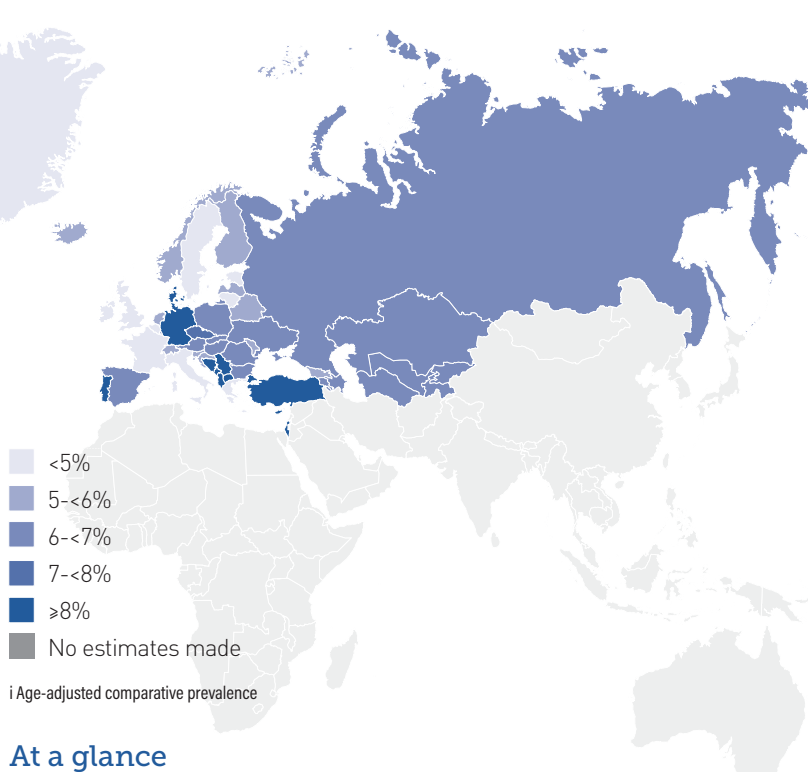 <5%
5-<6%
6-<7%
7-<8%
⩾8%
No estimates made
i Age-adjusted comparative prevalence
At a glance